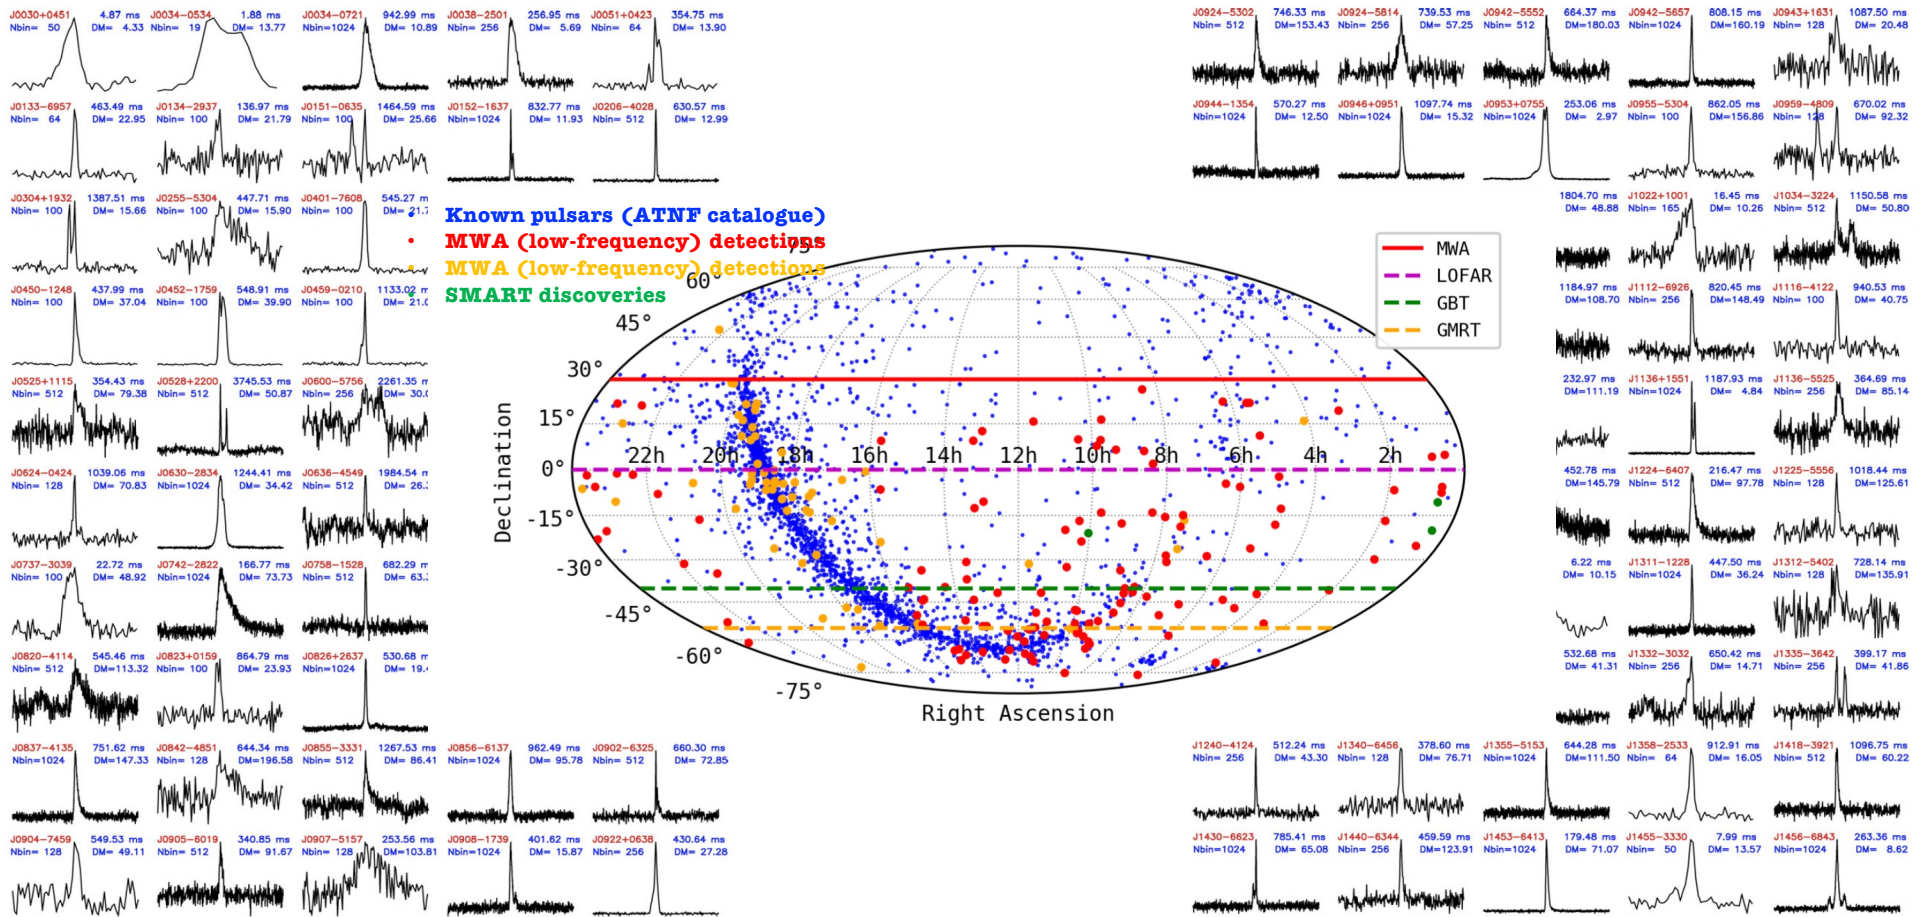 J0030+0451 4.87 ms J0034−0534 1.88 ms J0034−0721 942.99 ms J0038−2501 256.95 ms J0051+0423 354.75 ms
Nbin= 50 DM= 4.33 Nbin= 19 DM= 13.77 Nbin=1024 DM= 10.89 Nbin= 256 DM= 5.69 Nbin= 64 DM= 13.90
J0924−5302 746.33 ms J0924−5814 739.53 ms J0942−5552 664.37 ms J0942−5657 808.15 ms J0943+1631 1087.50 ms
Nbin= 512 DM=153.43 Nbin= 256 DM= 57.25 Nbin= 512 DM=180.03 Nbin=1024 DM=160.19 Nbin= 128 DM= 20.48
J0133−6957 463.49 ms J0134−2937 136.97 ms J0151−0635 1464.59 ms J0152−1637 832.77 ms J0206−4028 630.57 ms
Nbin= 64 DM= 22.95 Nbin= 100 DM= 21.79 Nbin= 100 DM= 25.66 Nbin=1024 DM= 11.93 Nbin= 512 DM= 12.99
J0944−1354 570.27 ms J0946+0951 1097.74 ms J0953+0755 253.06 ms J0955−5304 862.05 ms J0959−4809 670.02 ms
Nbin=1024 DM= 12.50 Nbin=1024 DM= 15.32 Nbin=1024 DM= 2.97 Nbin= 100 DM=156.86 Nbin= 128 DM= 92.32
J0304+1932 1387.51 ms J0255−5304 447.71 ms J0401−7608 545.27 m
Nbin= 100 DM= 15.66 Nbin= 100 DM= 15.90 Nbin= 100 DM= 21.7
1804.70 ms J1022+1001 16.45 ms J1034−3224 1150.58 ms
DM= 48.88 Nbin= 165 DM= 10.26 Nbin= 512 DM= 50.80
Known pulsars (ATNF catalogue)
MWA (low-frequency) detections
MWA (low-frequency) detections
SMART discoveries
J0450−1248 437.99 ms J0452−1759 548.91 ms J0459−0210 1133.02 m
Nbin= 100 DM= 37.04 Nbin= 100 DM= 39.90 Nbin= 100 DM= 21.0
1184.97 ms J1112−6926 820.45 ms J1116−4122 940.53 ms
DM=108.70 Nbin= 256 DM=148.49 Nbin= 100 DM= 40.75
J0525+1115 354.43 ms J0528+2200 3745.53 ms J0600−5756 2261.35 m
Nbin= 512 DM= 79.38 Nbin= 512 DM= 50.87 Nbin= 256 DM= 30.0
232.97 ms J1136+1551 1187.93 ms J1136−5525 364.69 ms
DM=111.19 Nbin=1024 DM= 4.84 Nbin= 256 DM= 85.14
J0624−0424 1039.06 ms J0630−2834 1244.41 ms J0636−4549 1984.54 m
Nbin= 128 DM= 70.83 Nbin=1024 DM= 34.42 Nbin= 512 DM= 26.
452.78 ms J1224−6407 216.47 ms J1225−5556 1018.44 ms
DM=145.79 Nbin= 512 DM= 97.78 Nbin= 128 DM=125.61
J0737−3039 22.72 ms J0742−2822 166.77 ms J0758−1528 682.29 m
Nbin= 100 DM= 48.92 Nbin=1024 DM= 73.73 Nbin= 512 DM= 63.
6.22 ms J1311−1228 447.50 ms J1312−5402 728.14 ms
DM= 10.15 Nbin=1024 DM= 36.24 Nbin= 128 DM=135.91
J0820−4114 545.46 ms J0823+0159 864.79 ms J0826+2637 530.68 m
Nbin= 512 DM=113.32 Nbin= 100 DM= 23.93 Nbin=1024 DM= 19.
532.68 ms J1332−3032 650.42 ms J1335−3642 399.17 ms
DM= 41.31 Nbin= 256 DM= 14.71 Nbin= 256 DM= 41.86
MWA
LOFAR
GBT
GMRT
75°
60°
45°
30°
15°
0°
-15°
-30°
-45°
-60°
-75°
22h 20h 18h 16h 14h 12h 10h 8h 6h 4h 2h
Declination
Right Ascension
J0837−4135 751.62 ms J0842−4851 644.34 ms J0855−3331 1267.53 ms J0856−6137 962.49 ms J0902−6325 660.30 ms
Nbin=1024 DM=147.33 Nbin= 128 DM=196.58 Nbin= 512 DM= 86.41 Nbin=1024 DM= 95.78 Nbin= 512 DM= 72.85
J1240−4124 512.24 ms J1340−6456 378.60 ms J1355−5153 644.28 ms J1358−2533 912.91 ms J1418−3921 1096.75 ms
Nbin= 256 DM= 43.30 Nbin= 128 DM= 76.71 Nbin=1024 DM=111.50 Nbin= 64 DM= 16.05 Nbin= 512 DM= 60.22
J0904−7459 549.53 ms J0905−6019 340.85 ms J0907−5157 253.56 ms J0908−1739 401.62 ms J0922+0638 430.64 ms
Nbin= 128 DM= 49.11 Nbin= 512 DM= 91.67 Nbin= 128 DM=103.81 Nbin=1024 DM= 15.87 Nbin= 256 DM= 27.28
J1430−6623 785.41 ms J1440−6344 459.59 ms J1453−6413 179.48 ms J1455−3330 7.99 ms J1456−6843 263.36 ms
Nbin=1024 DM= 65.08 Nbin= 256 DM=123.91 Nbin=1024 DM= 71.07 Nbin= 50 DM= 13.57 Nbin=1024 DM= 8.62